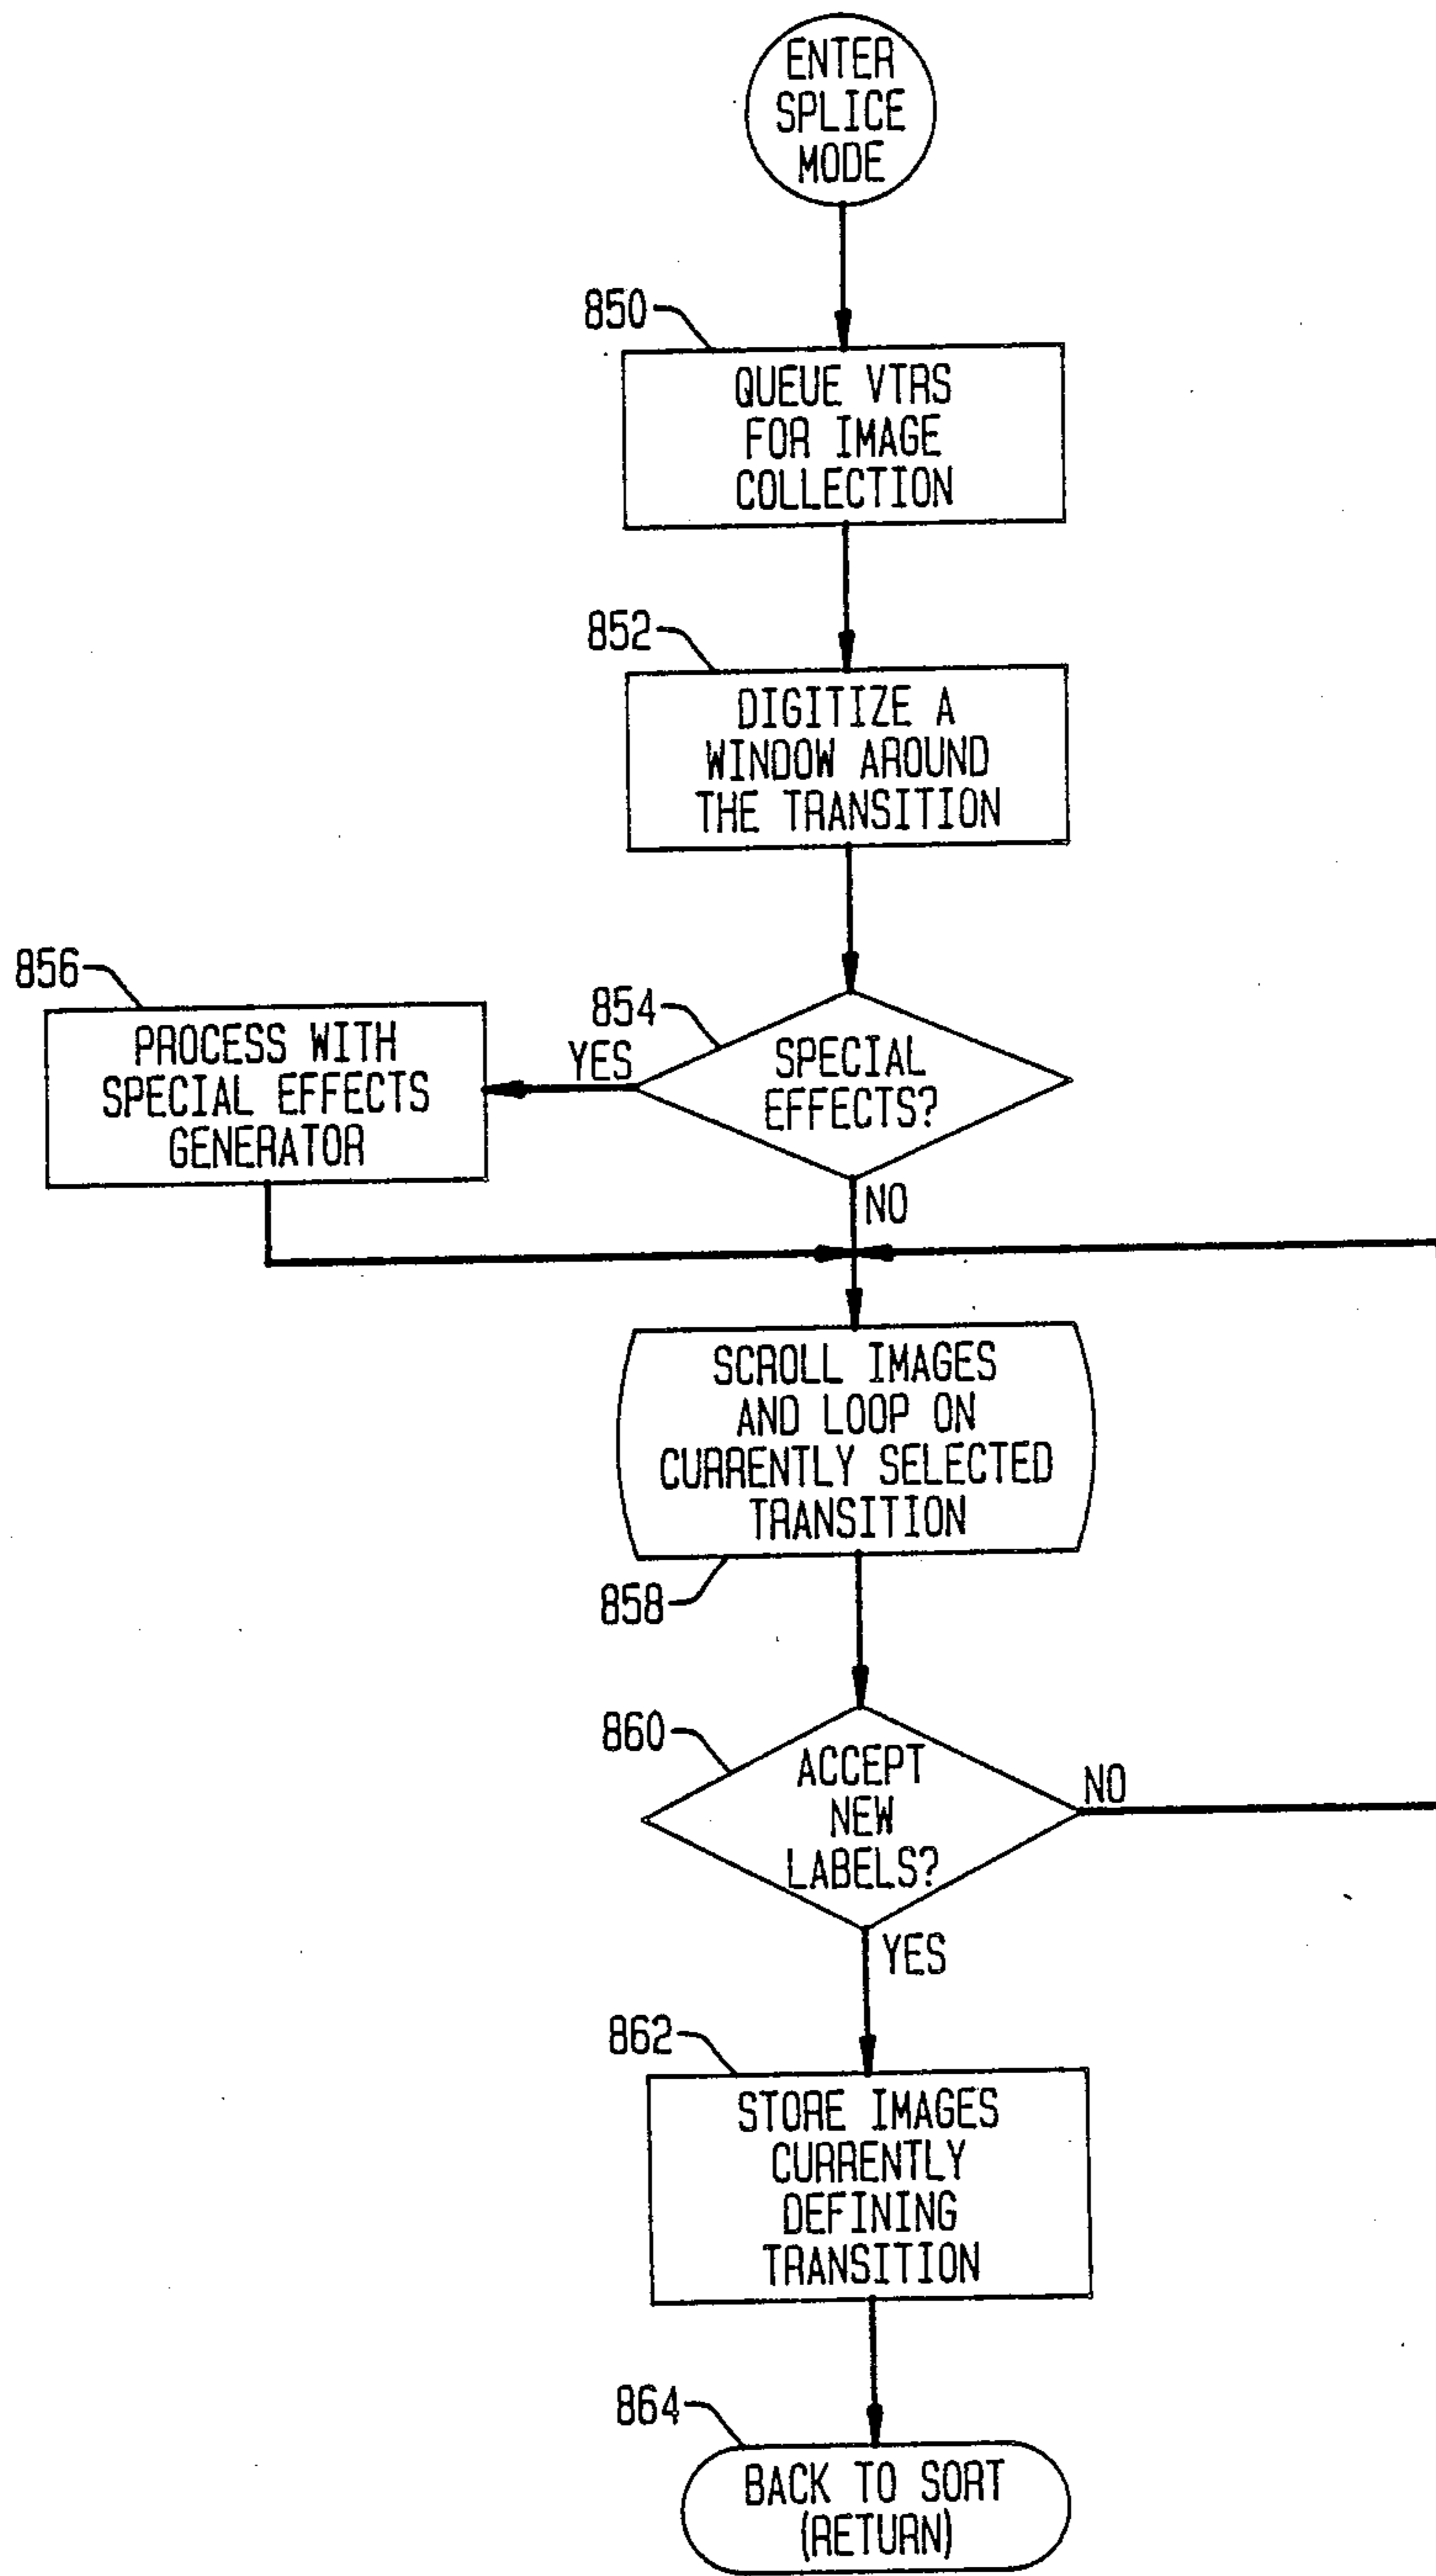 ENTER
SPLICE
MODE
850
QUEUE VTRS
FOR IMAGE
COLLECTION
852
DIGITIZE A
WINDOW AROUND
THE TRANSITION
856
PROCESS WITH
SPECIAL EFFECTS
GENERATOR
854
YES
SPECIAL
EFFECTS?
NO
SCROLL IMAGES
AND LOOP ON
CURRENTLY SELECTED
TRANSITION
858
860
ACCEPT
NEW
LABELS?
NO
YES
862
STORE IMAGES
CURRENTLY
DEFINING
TRANSITION
864
BACK TO SORT
(RETURN)